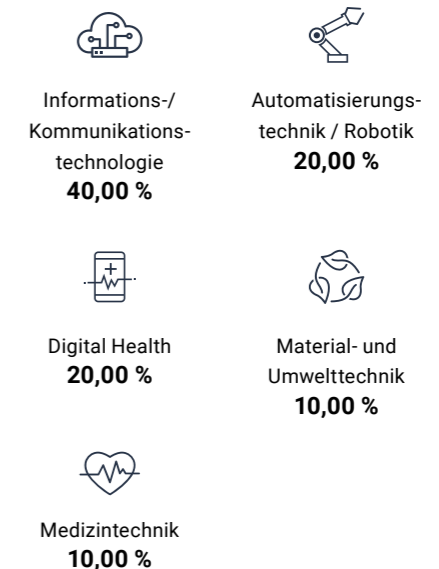 Informations-/
Kommunikations-
technologie
40,00 %
Automatisierungs-
technik / Robotik
20,00 %
Digital Health
20,00 %
Material- und
Umwelttechnik
10,00 %
Medizintechnik
10,00 %